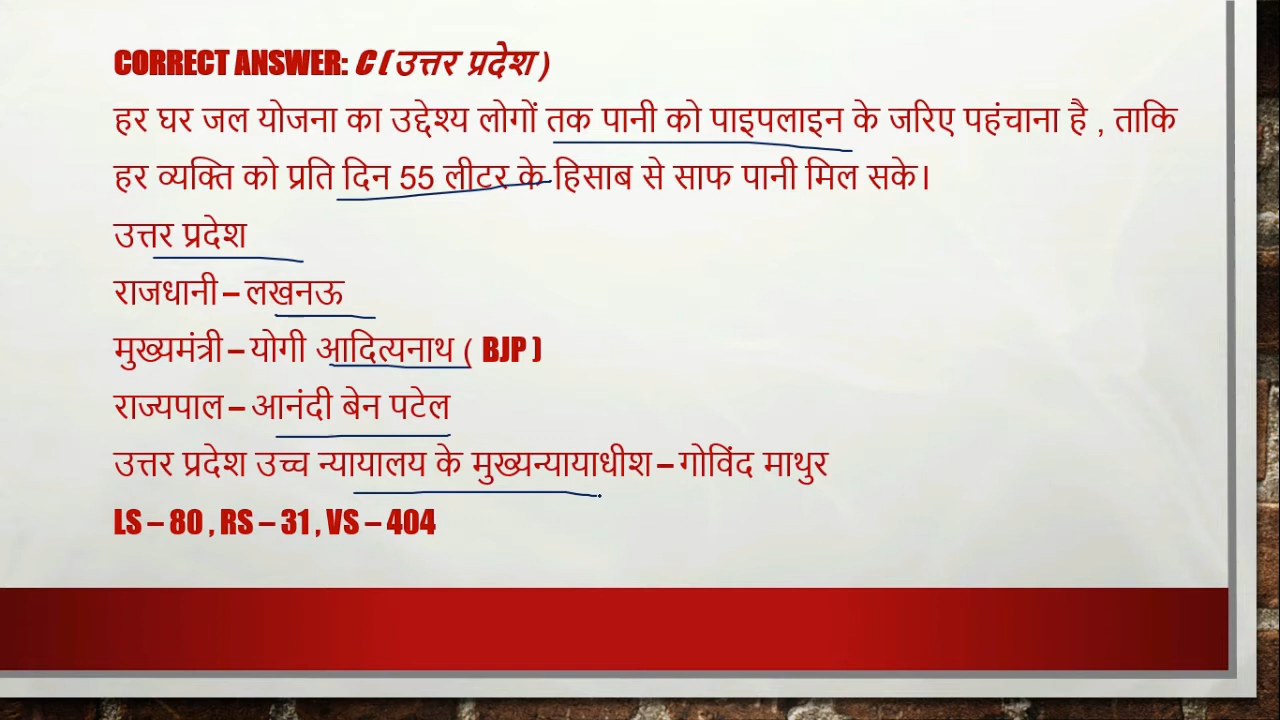 CORRECT ANSWER: C ( उत्तर प्रदेश )
हर घर जल योजना का उद्देश्य लोगों तक पानी को पाइपलाइन के जरिए पहंचाना है , ताकि
हर व्यक्ति को प्रति दिन 55 लीटर के हिसाब से साफ पानी मिल सके।
उत्तर प्रदेश
राजधानी – लखनऊ
मुख्यमंत्री – योगी आदित्यनाथ ( BJP )
राज्यपाल – आनंदी बेन पटेल
उत्तर प्रदेश उच्च न्यायालय के मुख्यन्यायाधीश – गोविंद माथुर
LS – 80 , RS – 31 , VS – 404